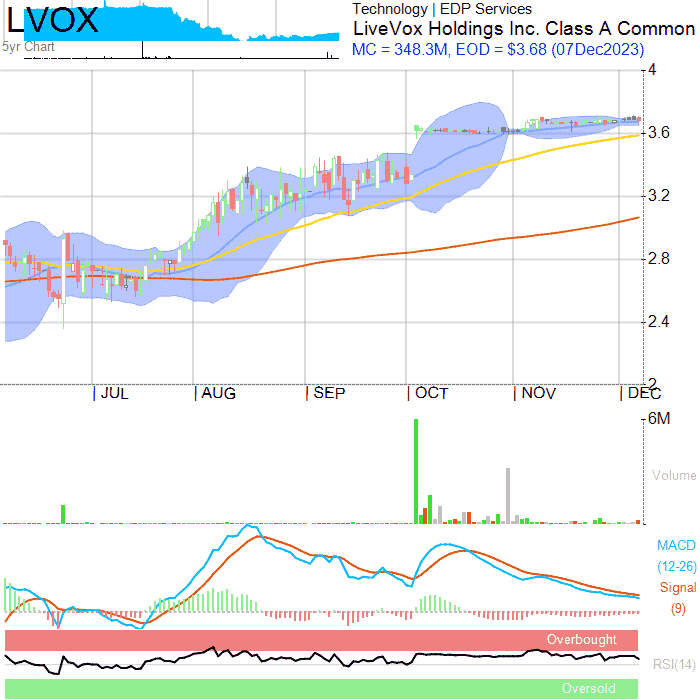 LVOX
5yr Chart
Technology | EDP Services
LiveVox Holdings Inc. Class A Common
MC = 348.3M, EOD = $3.68 (07Dec2023)
4
3.6
3.2
2.8
2.4
2
JUL AUG SEP OCT NOV DEC
6M
Volume
MACD
(12-26)
Signal
(9)
Overbought
RSI(14)
Oversold